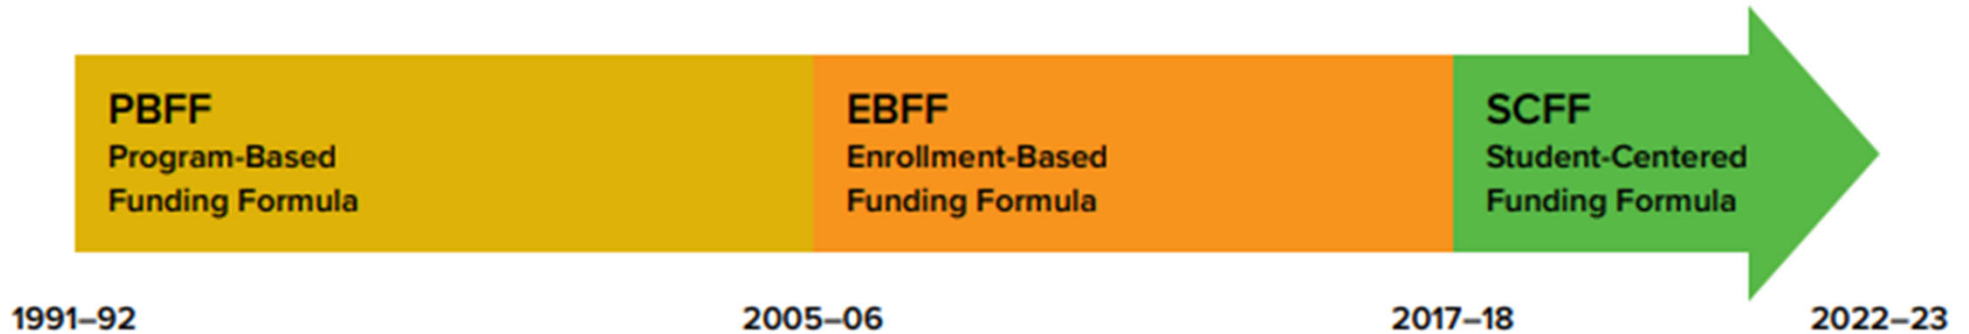 PBFF
Program-Based
Funding Formula
EBFF
Enrollment-Based
Funding Formula
SCFF
Student-Centered
Funding Formula
1991–92
2005–06
2017–18
2022–23